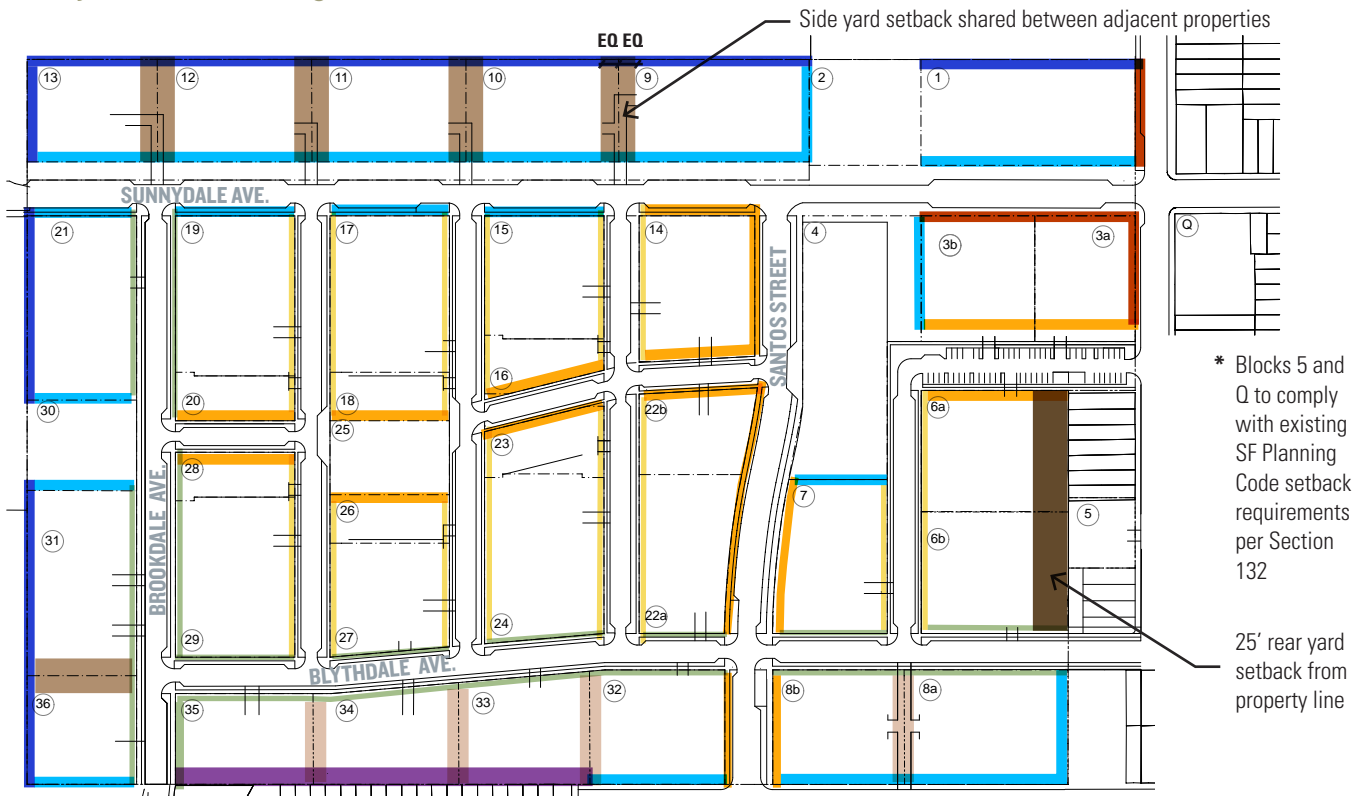 Side yard setback shared between adjacent properties
EQ EQ
13
12
11
10
9
2
1
SUNNYDALE AVE.
21
19
17
15
14
4
3b
3a
Q
SANTOS STREET
* Blocks 5 and
Q to comply
with existing
SF Planning
Code setback
requirements
per Section
132
16
30
20
18
22b
6a
25
23
28
26
7
5
31
6b
BROOKDALE AVE.
29
27
24
22a
BLYTHDALE AVE.
25' rear yard
setback from
property line
36
35
34
33
32
8b
8a